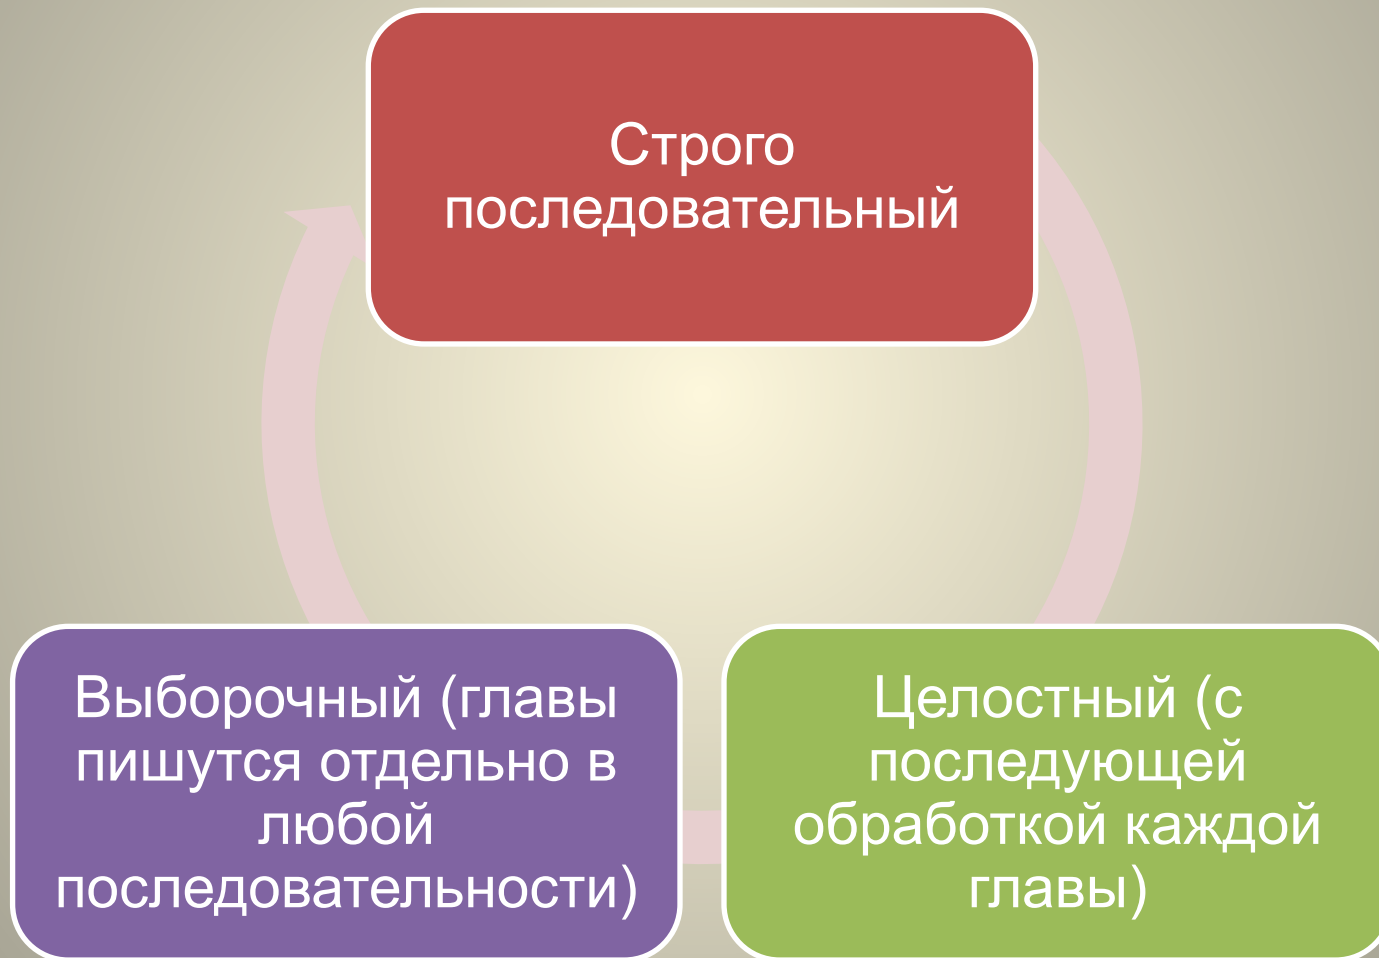 Строго
последовательный
Выборочный (главы
пишутся отдельно в
любой
последовательности)
Целостный (с
последующей
обработкой каждой
главы)